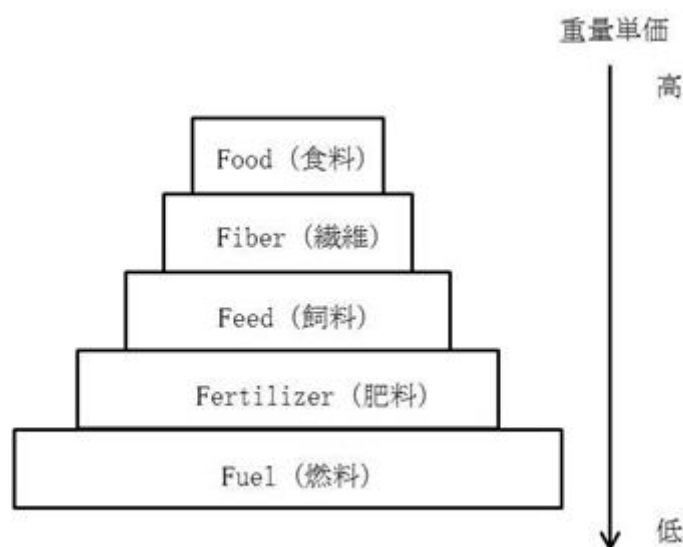 重量単価
高
Food (食料)
Fiber (繊維)
Feed (飼料)
Fertilizer (肥料)
Fuel (燃料)
低